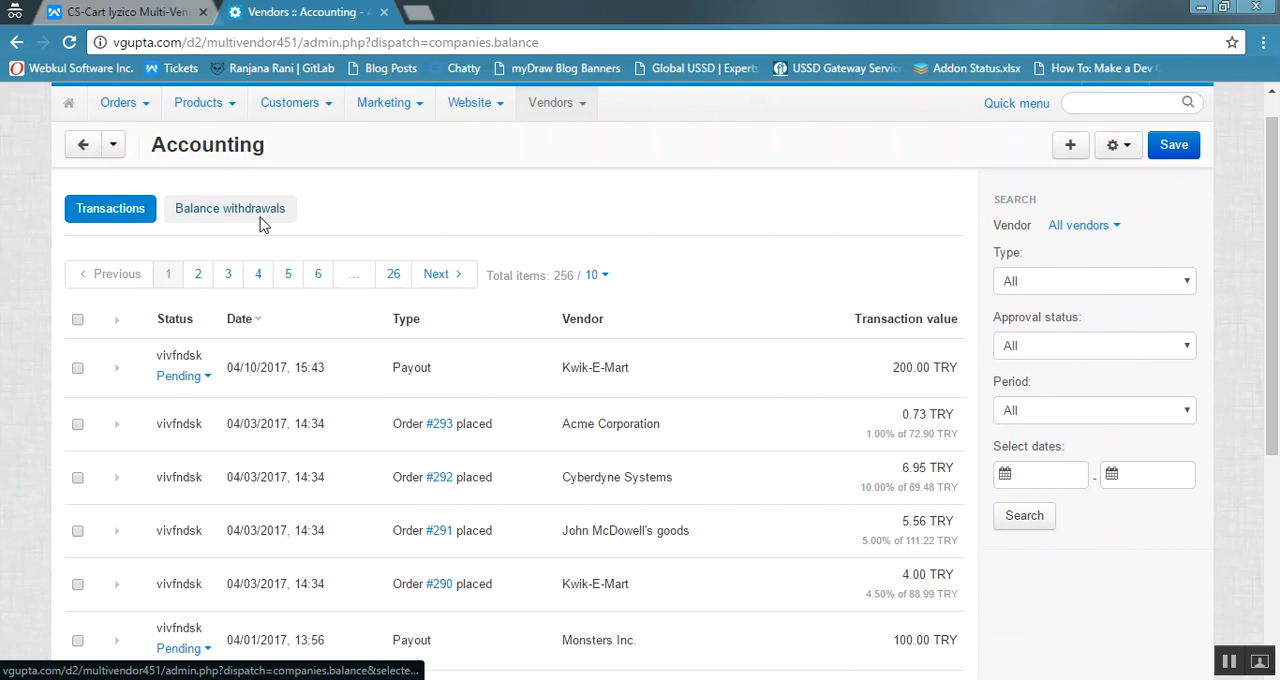 CS-Cart Iyzico Multi-Ven
Vendors :: Accounting -
vgupta.com/d2/multivendor451/admin.php?dispatch=companies.balance
Webkul Software Inc. Tickets Ranjana Rani | GitLab Blog Posts Chatty myDraw Blog Banners Global USSD | Experts USSD Gateway Servic Addon Status.xlsx How To: Make a Dev
Orders Products Customers Marketing Website Vendors Quick menu
Accounting
Save
Transactions Balance withdrawals
Previous 1 2 3 4 5 6 ... 26 Next Total items: 256 / 10
Status Date Type Vendor Transaction value
vivfndsk
Pending 04/10/2017, 15:43 Payout Kwik-E-Mart 200.00 TRY
vivfndsk 04/03/2017, 14:34 Order #293 placed Acme Corporation 0.73 TRY
1.00% of 72.90 TRY
vivfndsk 04/03/2017, 14:34 Order #292 placed Cyberdyne Systems 6.95 TRY
10.00% of 69.48 TRY
vivfndsk 04/03/2017, 14:34 Order #291 placed John McDowell's goods 5.56 TRY
5.00% of 111.22 TRY
vivfndsk 04/03/2017, 14:34 Order #290 placed Kwik-E-Mart 4.00 TRY
4.50% of 88.99 TRY
vivfndsk
Pending 04/01/2017, 13:56 Payout Monsters Inc. 100.00 TRY
SEARCH
Vendor All vendors
Type:
All
Approval status:
All
Period:
All
Select dates:
-
Search
vgupta.com/d2/multivendor451/admin.php?dispatch=companies.balance&selecte...